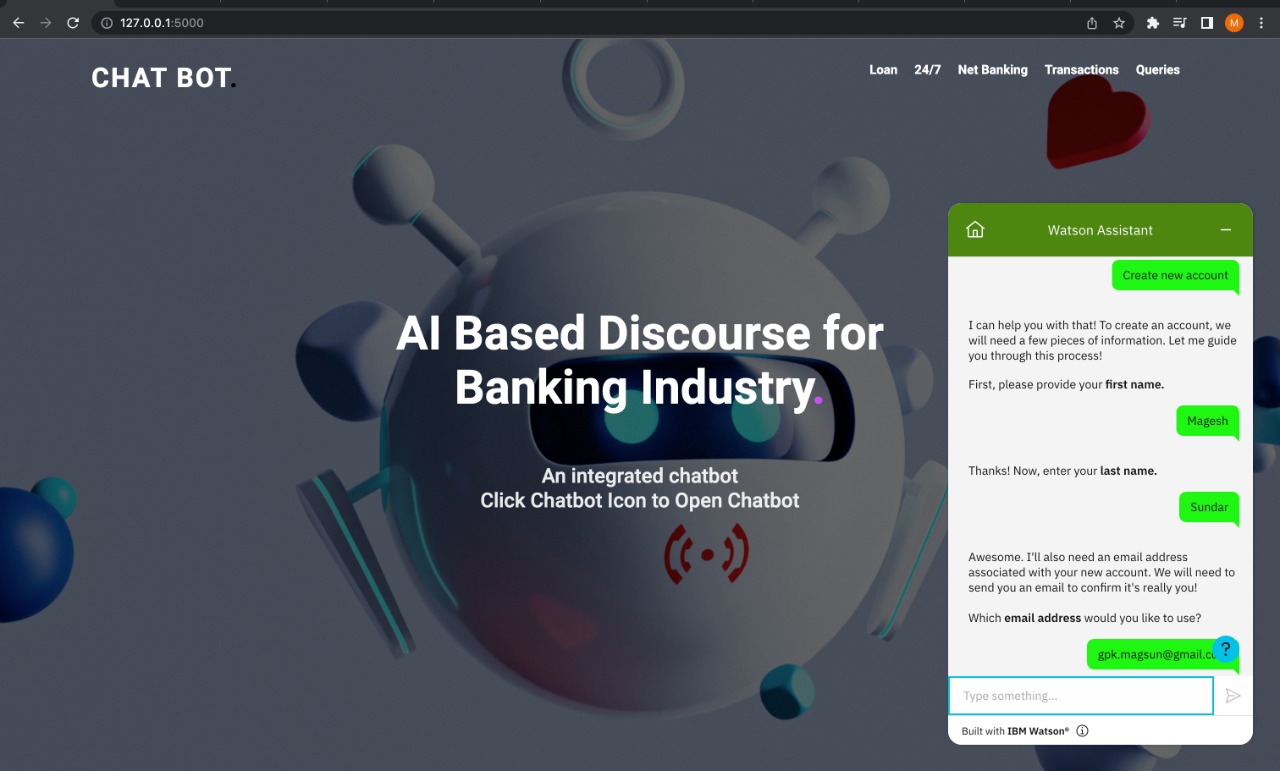 127.0.0.1:5000
M
CHAT BOT.
Loan 24/7 Net Banking Transactions Queries
AI Based Discourse for
Banking Industry.
An integrated chatbot
Click Chatbot Icon to Open Chatbot
Watson Assistant
Create new account
I can help you with that! To create an account, we
will need a few pieces of information. Let me guide
you through this process!
First, please provide your first name.
Magesh
Thanks! Now, enter your last name.
Sundar
Awesome. I'll also need an email address
associated with your new account. We will need to
send you an email to confirm it's really you!
Which email address would you like to use?
gpk.magsun@gmail.c
?
Type something...
Built with IBM Watson®